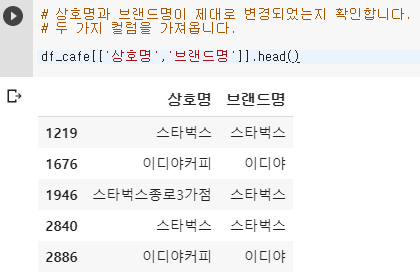 # 상호명과 브랜드명이 제대로 변경되었는지 확인합니다.
# 두 가지 컬럼을 가져옵니다.
df_cafe[['상호명','브랜드명']].head()
상호명 브랜드명
1219 스타벅스 스타벅스
1676 이디야커피 이디야
1946 스타벅스종로3가점 스타벅스
2840 스타벅스 스타벅스
2886 이디야커피 이디야